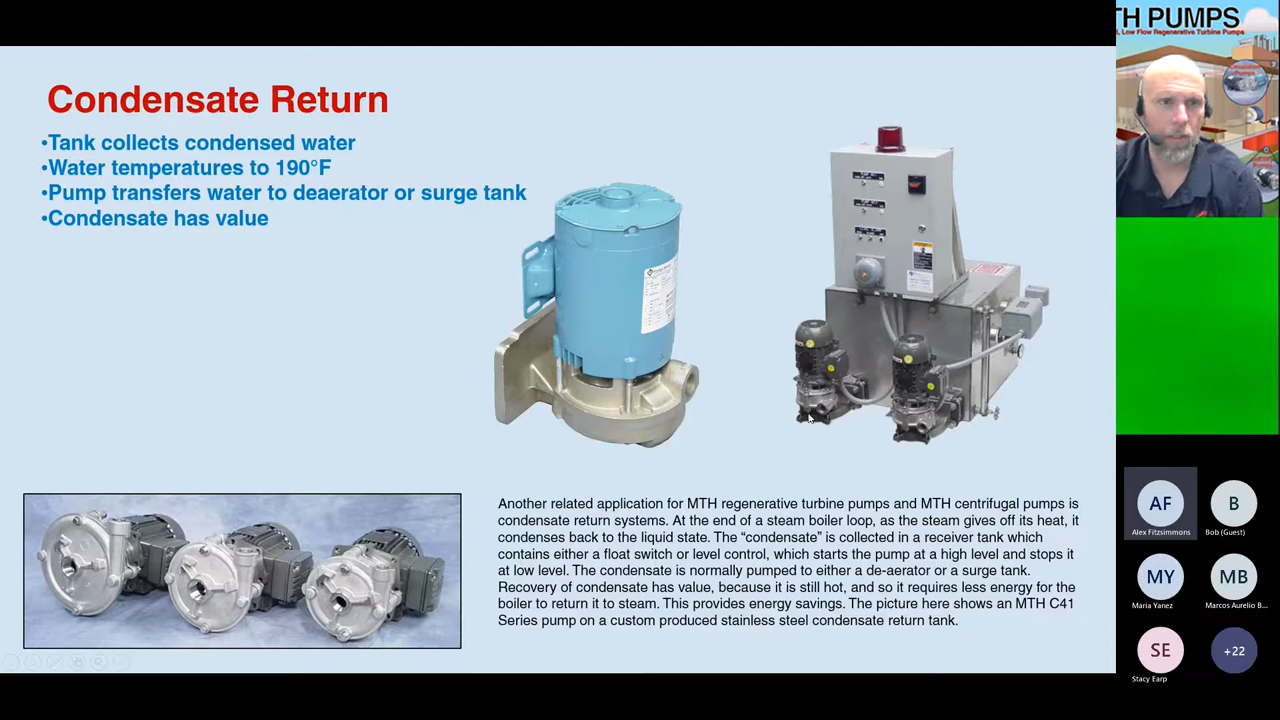 Condensate Return
•Tank collects condensed water
•Water temperatures to 190°F
•Pump transfers water to deaerator or surge tank
•Condensate has value
Another related application for MTH regenerative turbine pumps and MTH centrifugal pumps is
condensate return systems. At the end of a steam boiler loop, as the steam gives off its heat, it
condenses back to the liquid state. The “condensate” is collected in a receiver tank which
contains either a float switch or level control, which starts the pump at a high level and stops it
at low level. The condensate is normally pumped to either a de-aerator or a surge tank.
Recovery of condensate has value, because it is still hot, and so it requires less energy for the
boiler to return it to steam. This provides energy savings. The picture here shows an MTH C41
Series pump on a custom produced stainless steel condensate return tank.
TH PUMPS
, Low Flow Regenerative Turbine Pumps
AF
Alex Fitzsimmons
B
Bob (Guest)
MY
Maria Yanez
MB
Marcos Aurelio B...
SE
Stacy Earp
+22